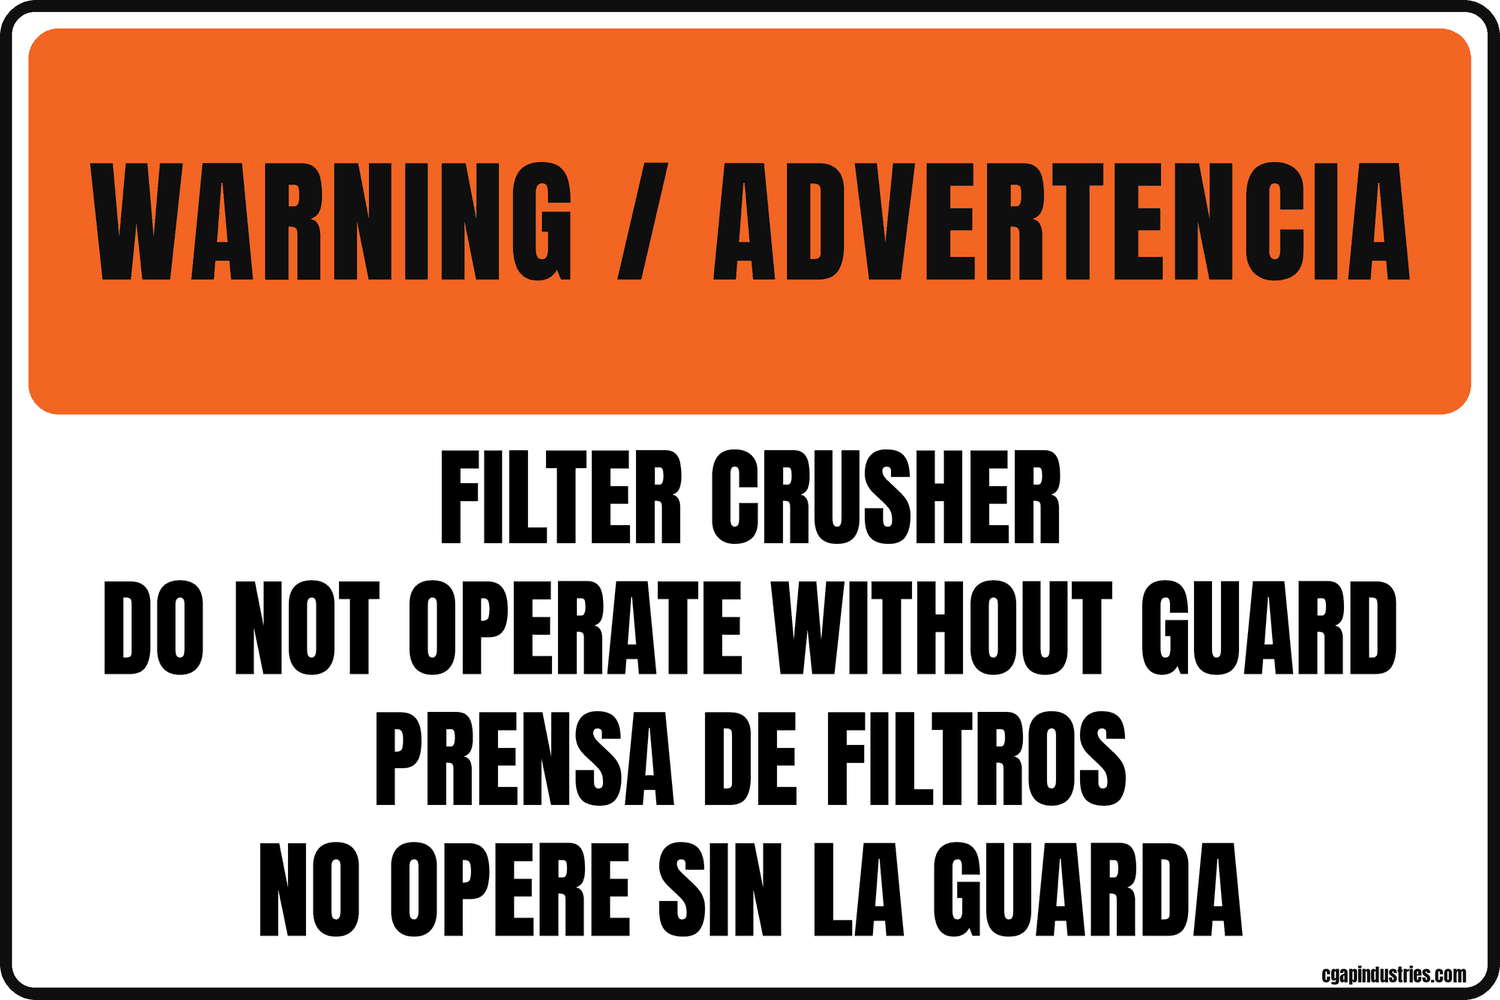 WARNING / ADVERTENCIA
FILTER CRUSHER
DO NOT OPERATE WITHOUT GUARD
PRENSA DE FILTROS
NO OPERE SIN LA GUARDA
cgapindustries.com